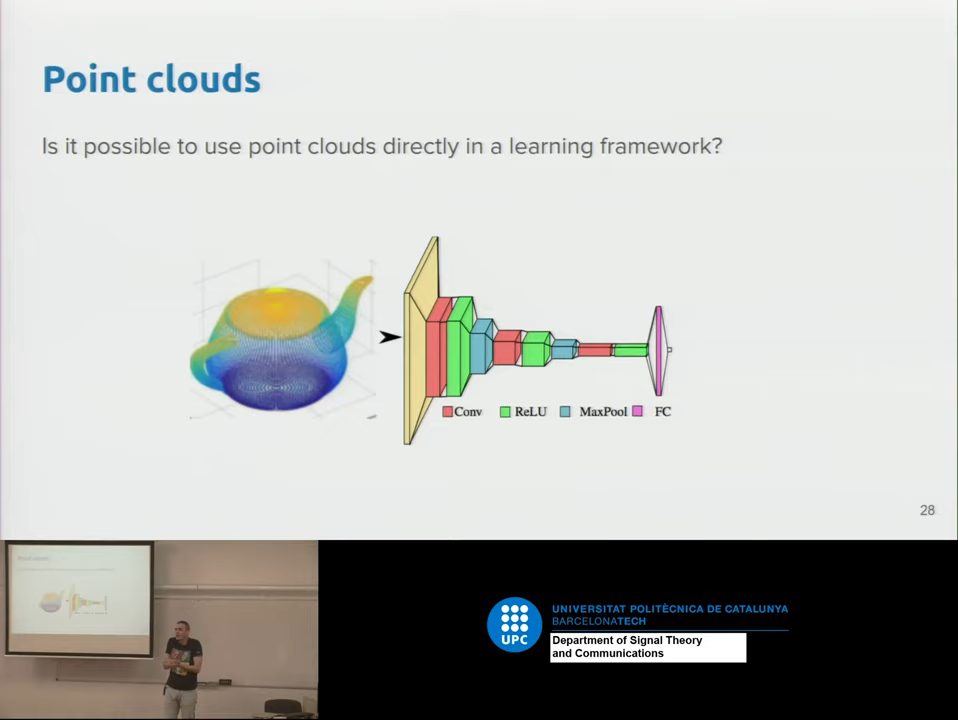 Point clouds
Is it possible to use point clouds directly in a learning framework?
Conv ReLU MaxPool FC
28
UPC
UNIVERSITAT POLITÈCNICA DE CATALUNYA
BARCELONATECH
Department of Signal Theory
and Communications